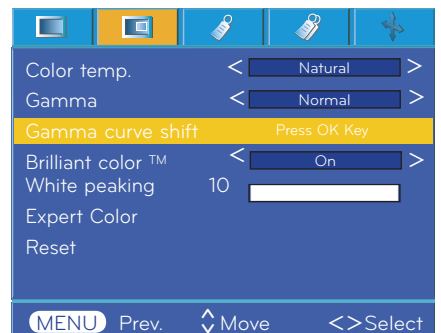 Color temp. < Natural >
Gamma < Normal >
Gamma curve shift Press OK Key
Brilliant color ™ < On >
White peaking 10
Expert Color
Reset
MENU Prev. Move <>Select